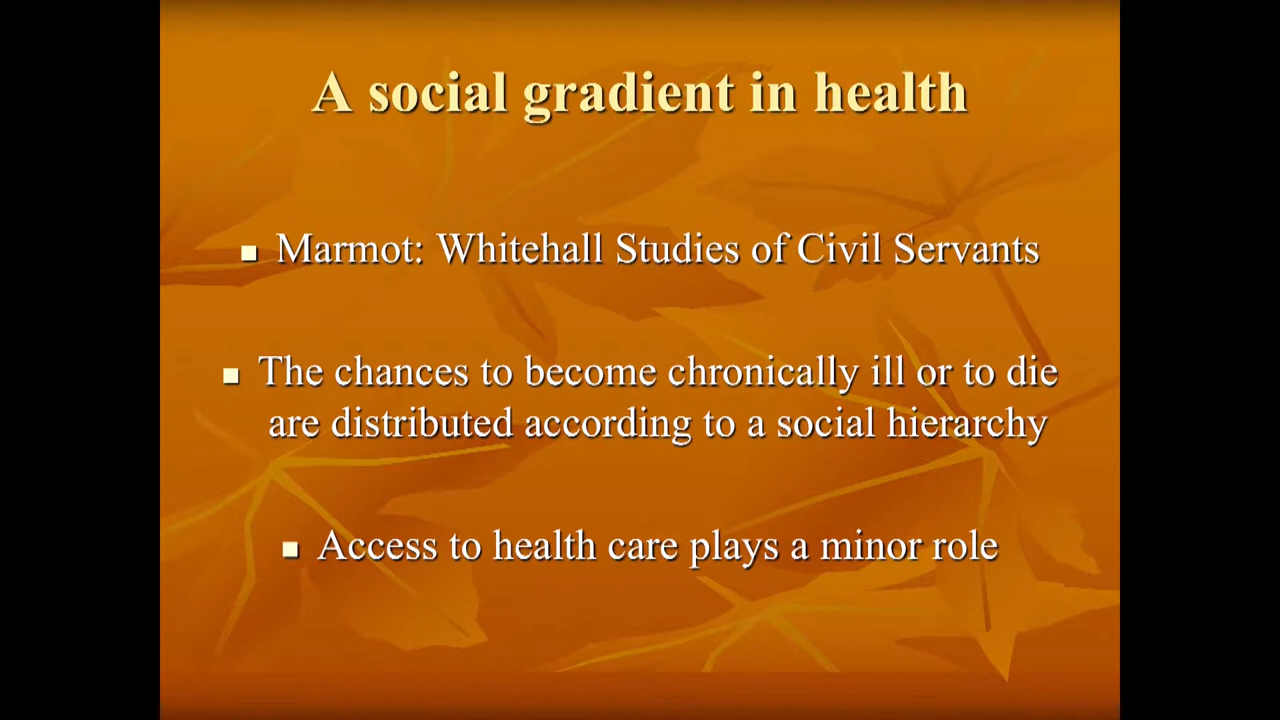 A social gradient in health
Marmot: Whitehall Studies of Civil Servants
The chances to become chronically ill or to die
are distributed according to a social hierarchy
Access to health care plays a minor role